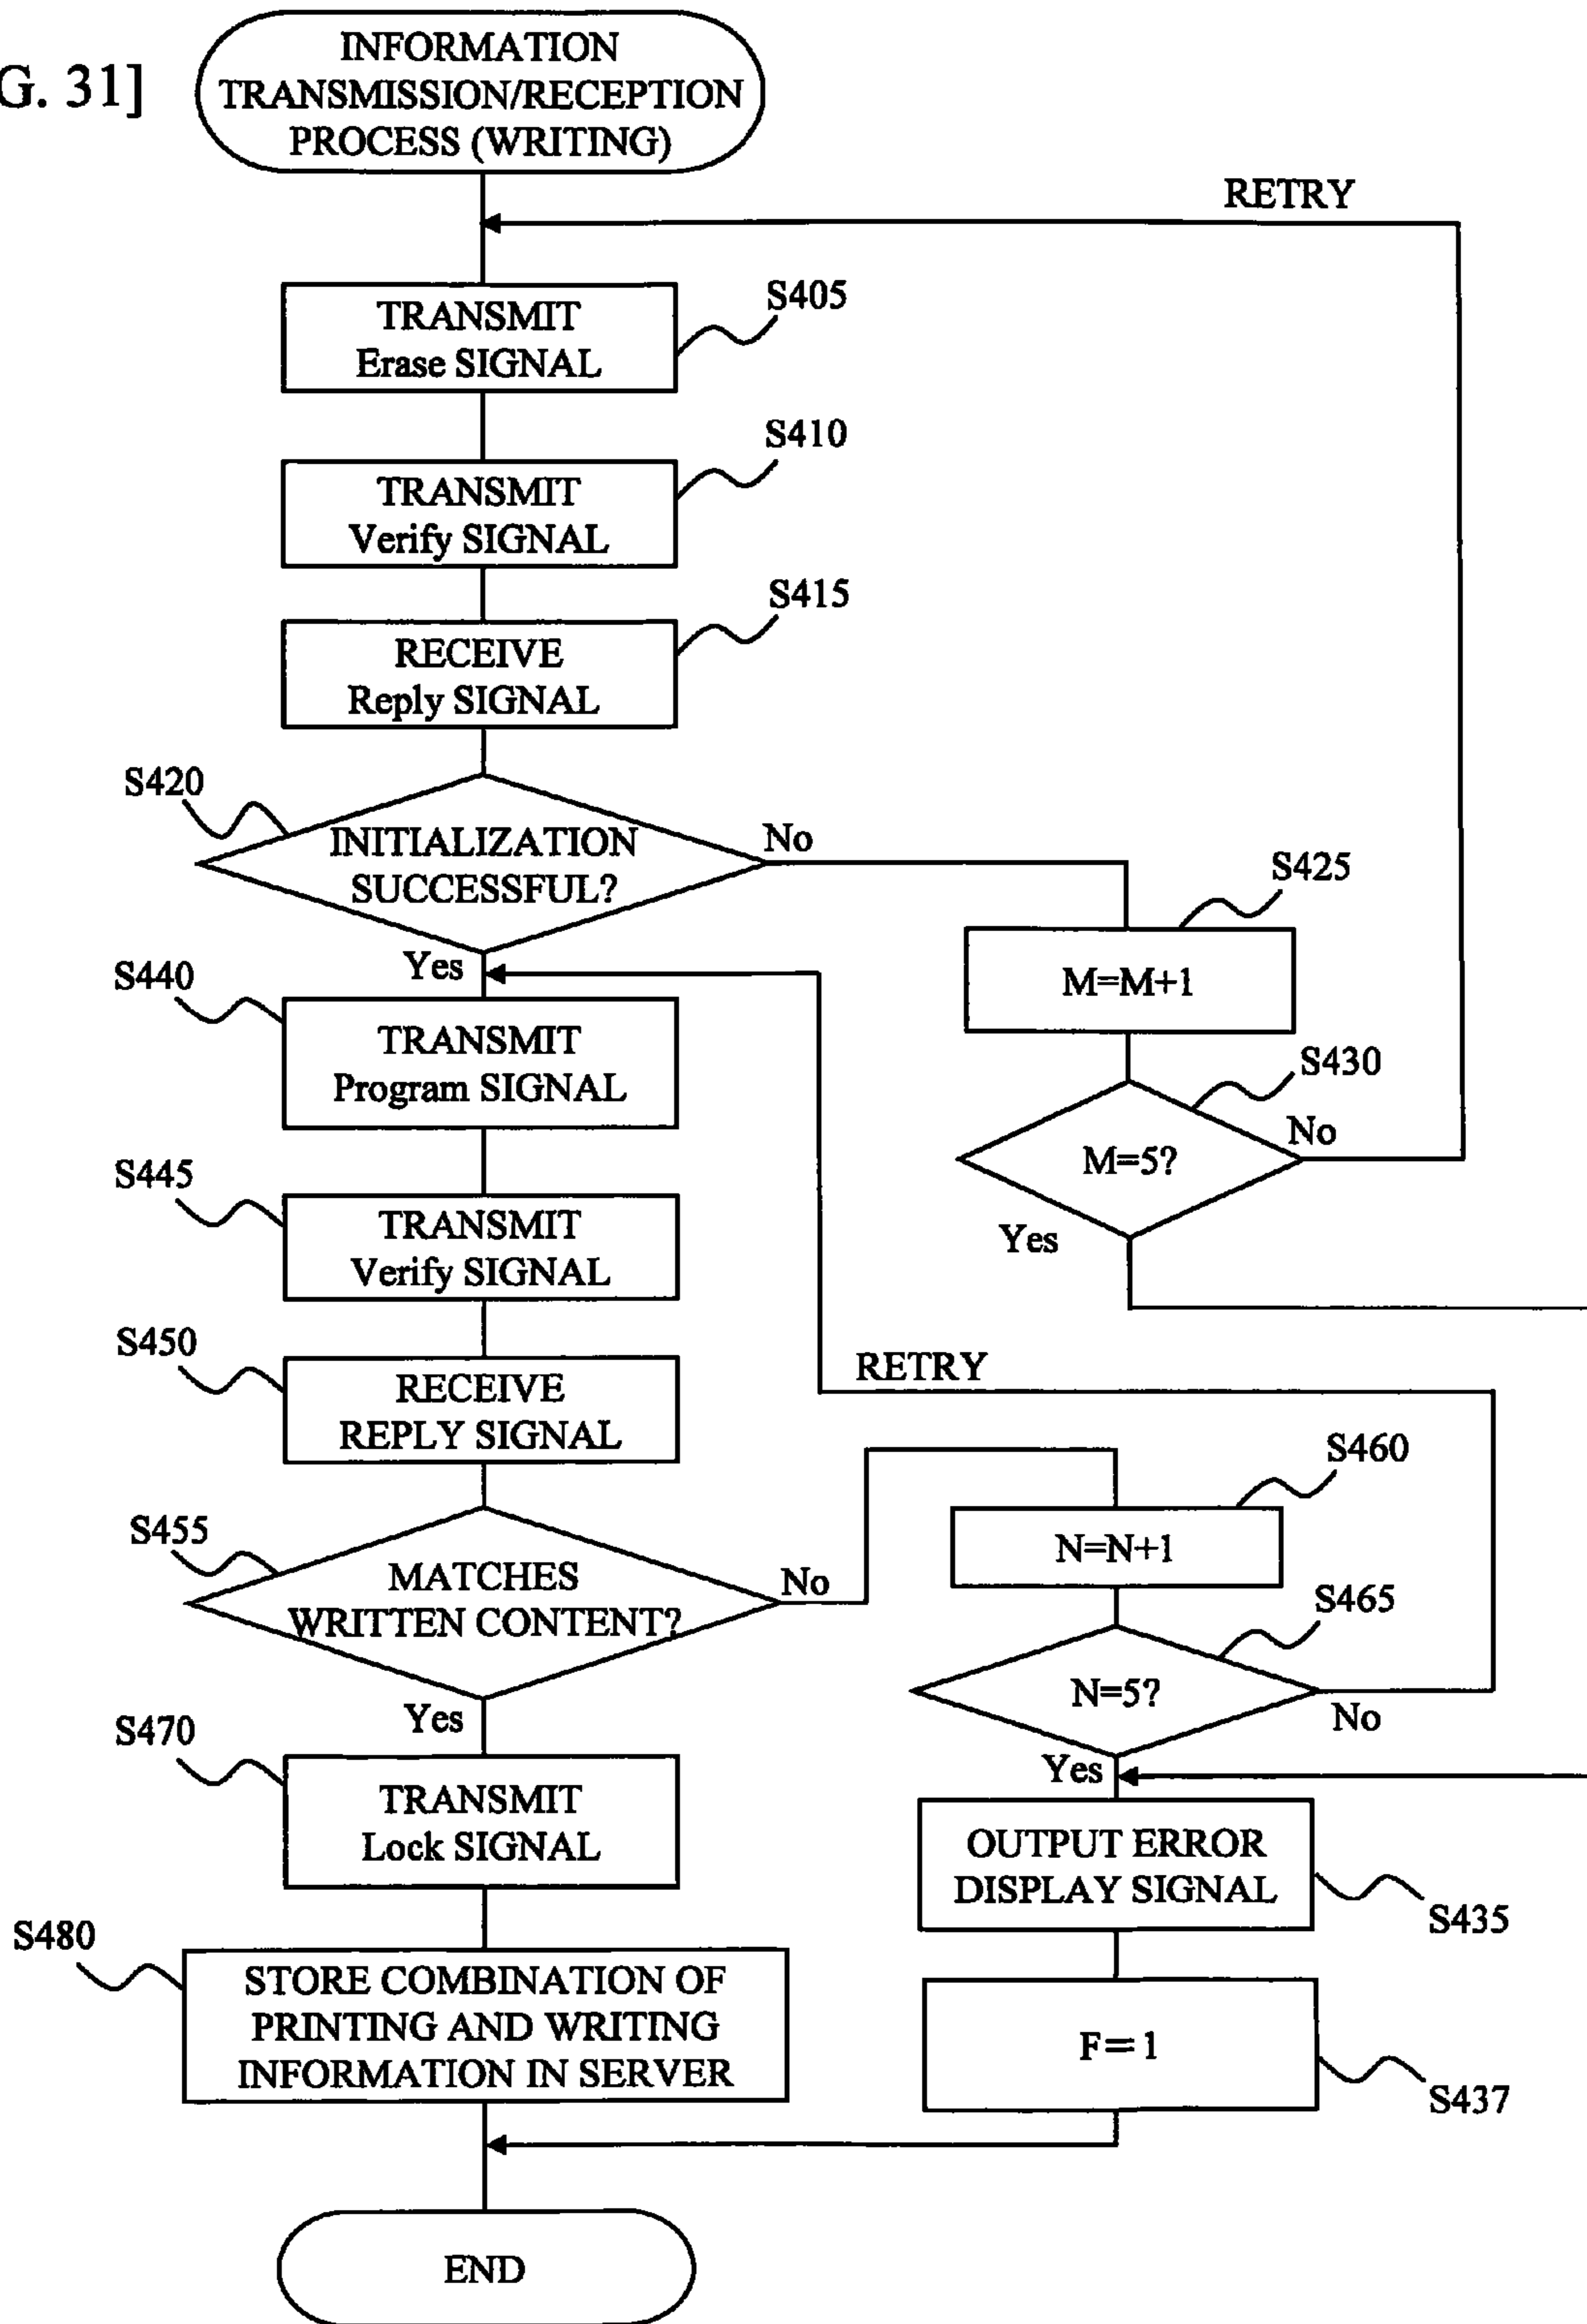 G. 31]
INFORMATION
TRANSMISSION/RECEPTION
PROCESS (WRITING)
RETRY
S405
TRANSMIT
Erase SIGNAL
S410
TRANSMIT
Verify SIGNAL
S415
RECEIVE
Reply SIGNAL
S420
INITIALIZATION
SUCCESSFUL?
No
S425
M=M+1
Yes
S440
TRANSMIT
Program SIGNAL
S430
M=5?
No
Yes
S445
TRANSMIT
Verify SIGNAL
S450
RECEIVE
REPLY SIGNAL
RETRY
S455
MATCHES
WRITTEN CONTENT?
No
S460
N=N+1
S465
N=5?
No
Yes
Yes
S470
TRANSMIT
Lock SIGNAL
OUTPUT ERROR
DISPLAY SIGNAL
S435
S480
STORE COMBINATION OF
PRINTING AND WRITING
INFORMATION IN SERVER
F=1
S437
END